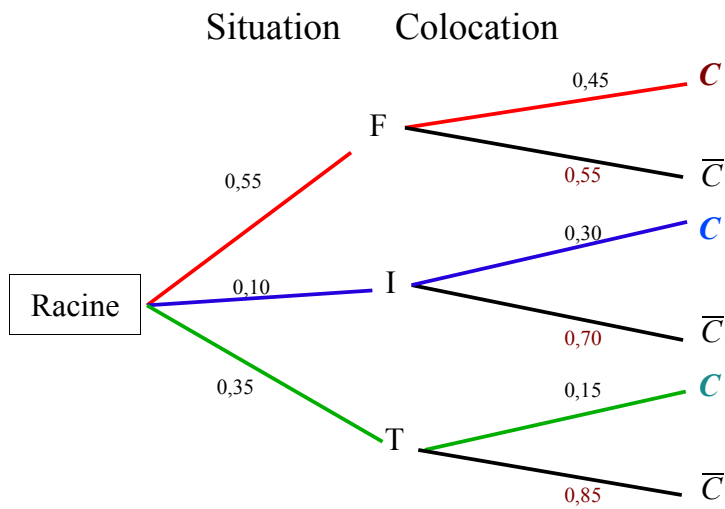 Situation Colocation
0,45 C
F
0,55 C̅
0,55
0,30 C
0,10 I
Racine
0,70 C̅
0,35
0,15 C
T
0,85 C̅